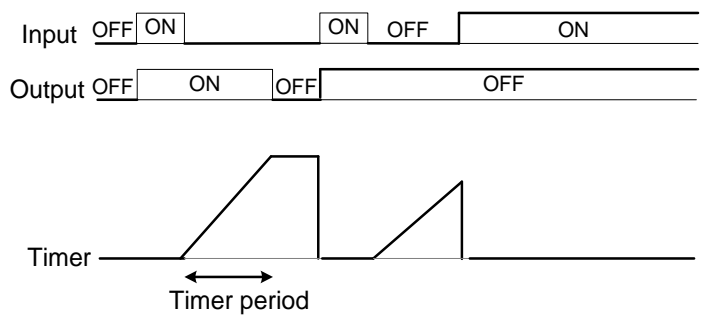 Input OFF ON ON OFF ON
Output OFF ON OFF OFF
Timer
Timer period